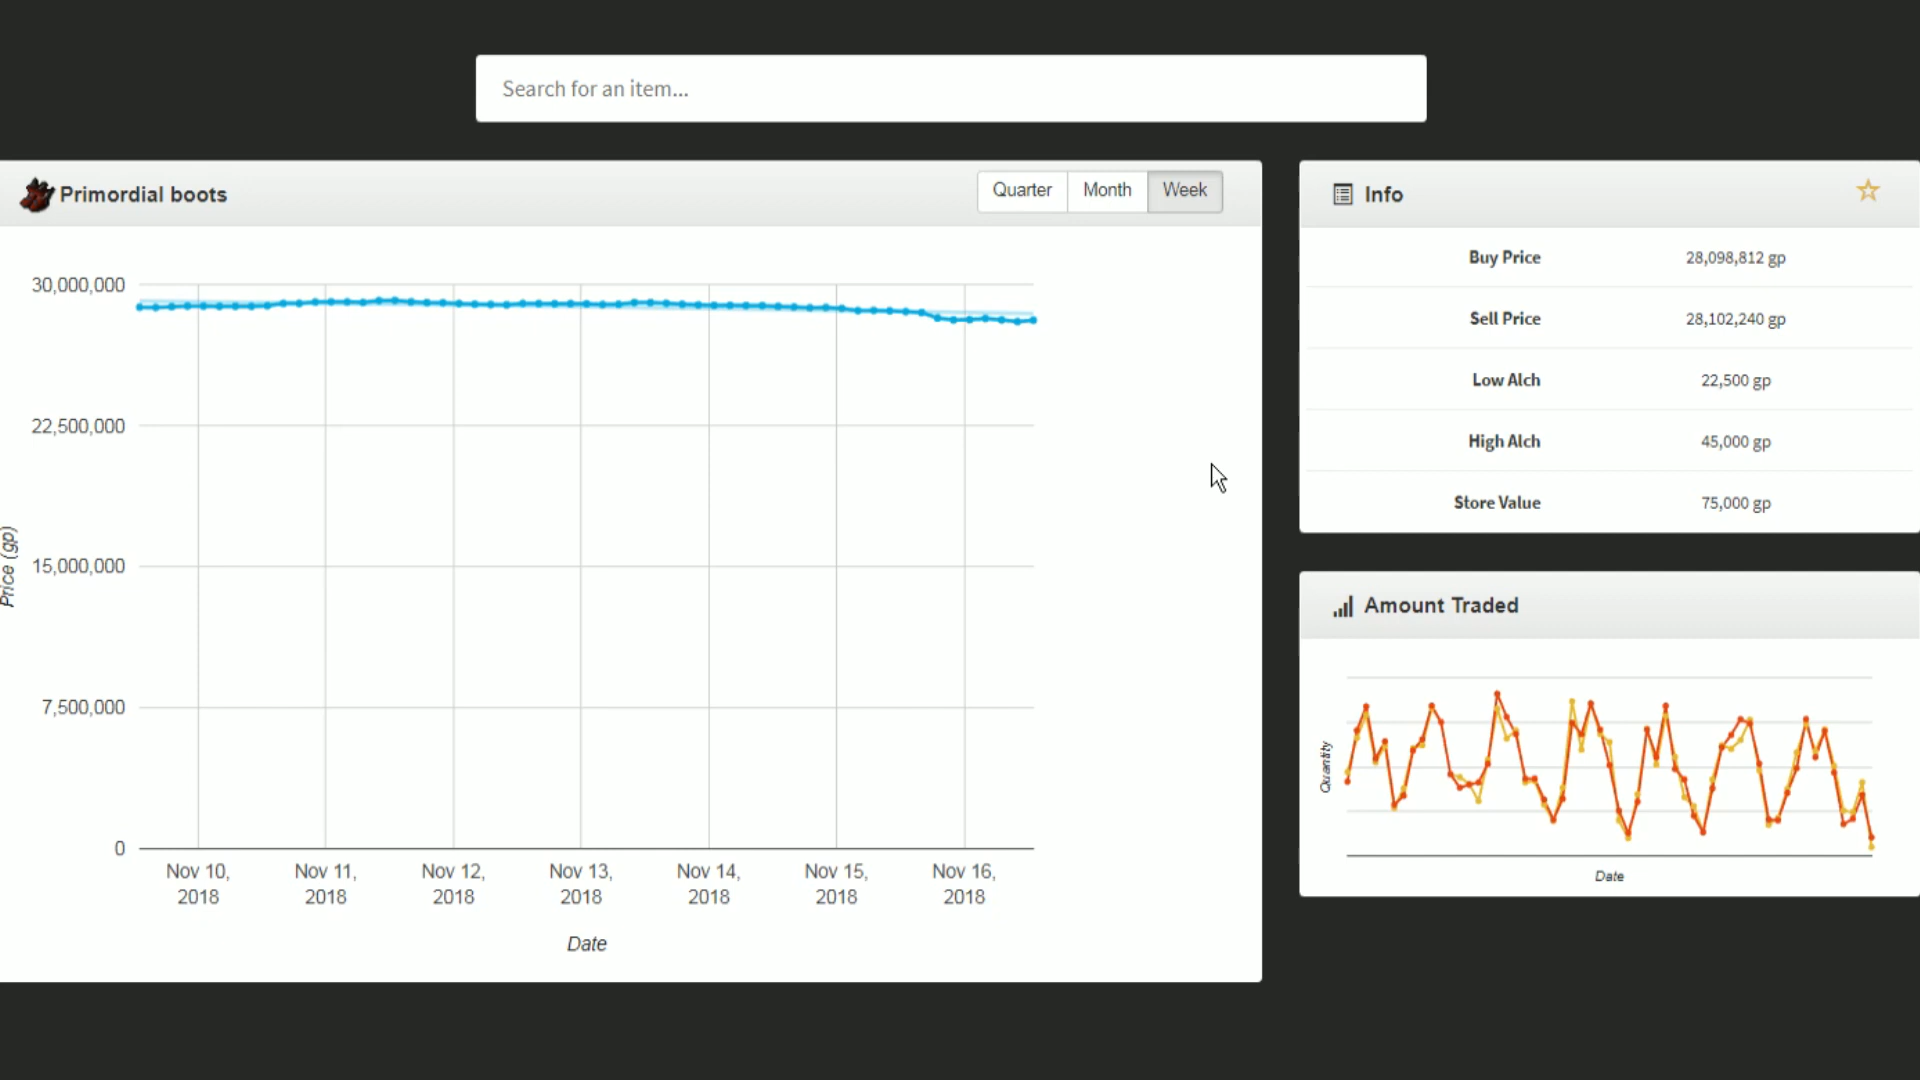 Search for an item...
Primordial boots
Quarter Month Week
30,000,000
22,500,000
15,000,000
7,500,000
0
Price (gp)
Nov 10, 2018
Nov 11, 2018
Nov 12, 2018
Nov 13, 2018
Nov 14, 2018
Nov 15, 2018
Nov 16, 2018
Date
Info
Buy Price 28,098,812 gp
Sell Price 28,102,240 gp
Low Alch 22,500 gp
High Alch 45,000 gp
Store Value 75,000 gp
Amount Traded
Quantity
Date